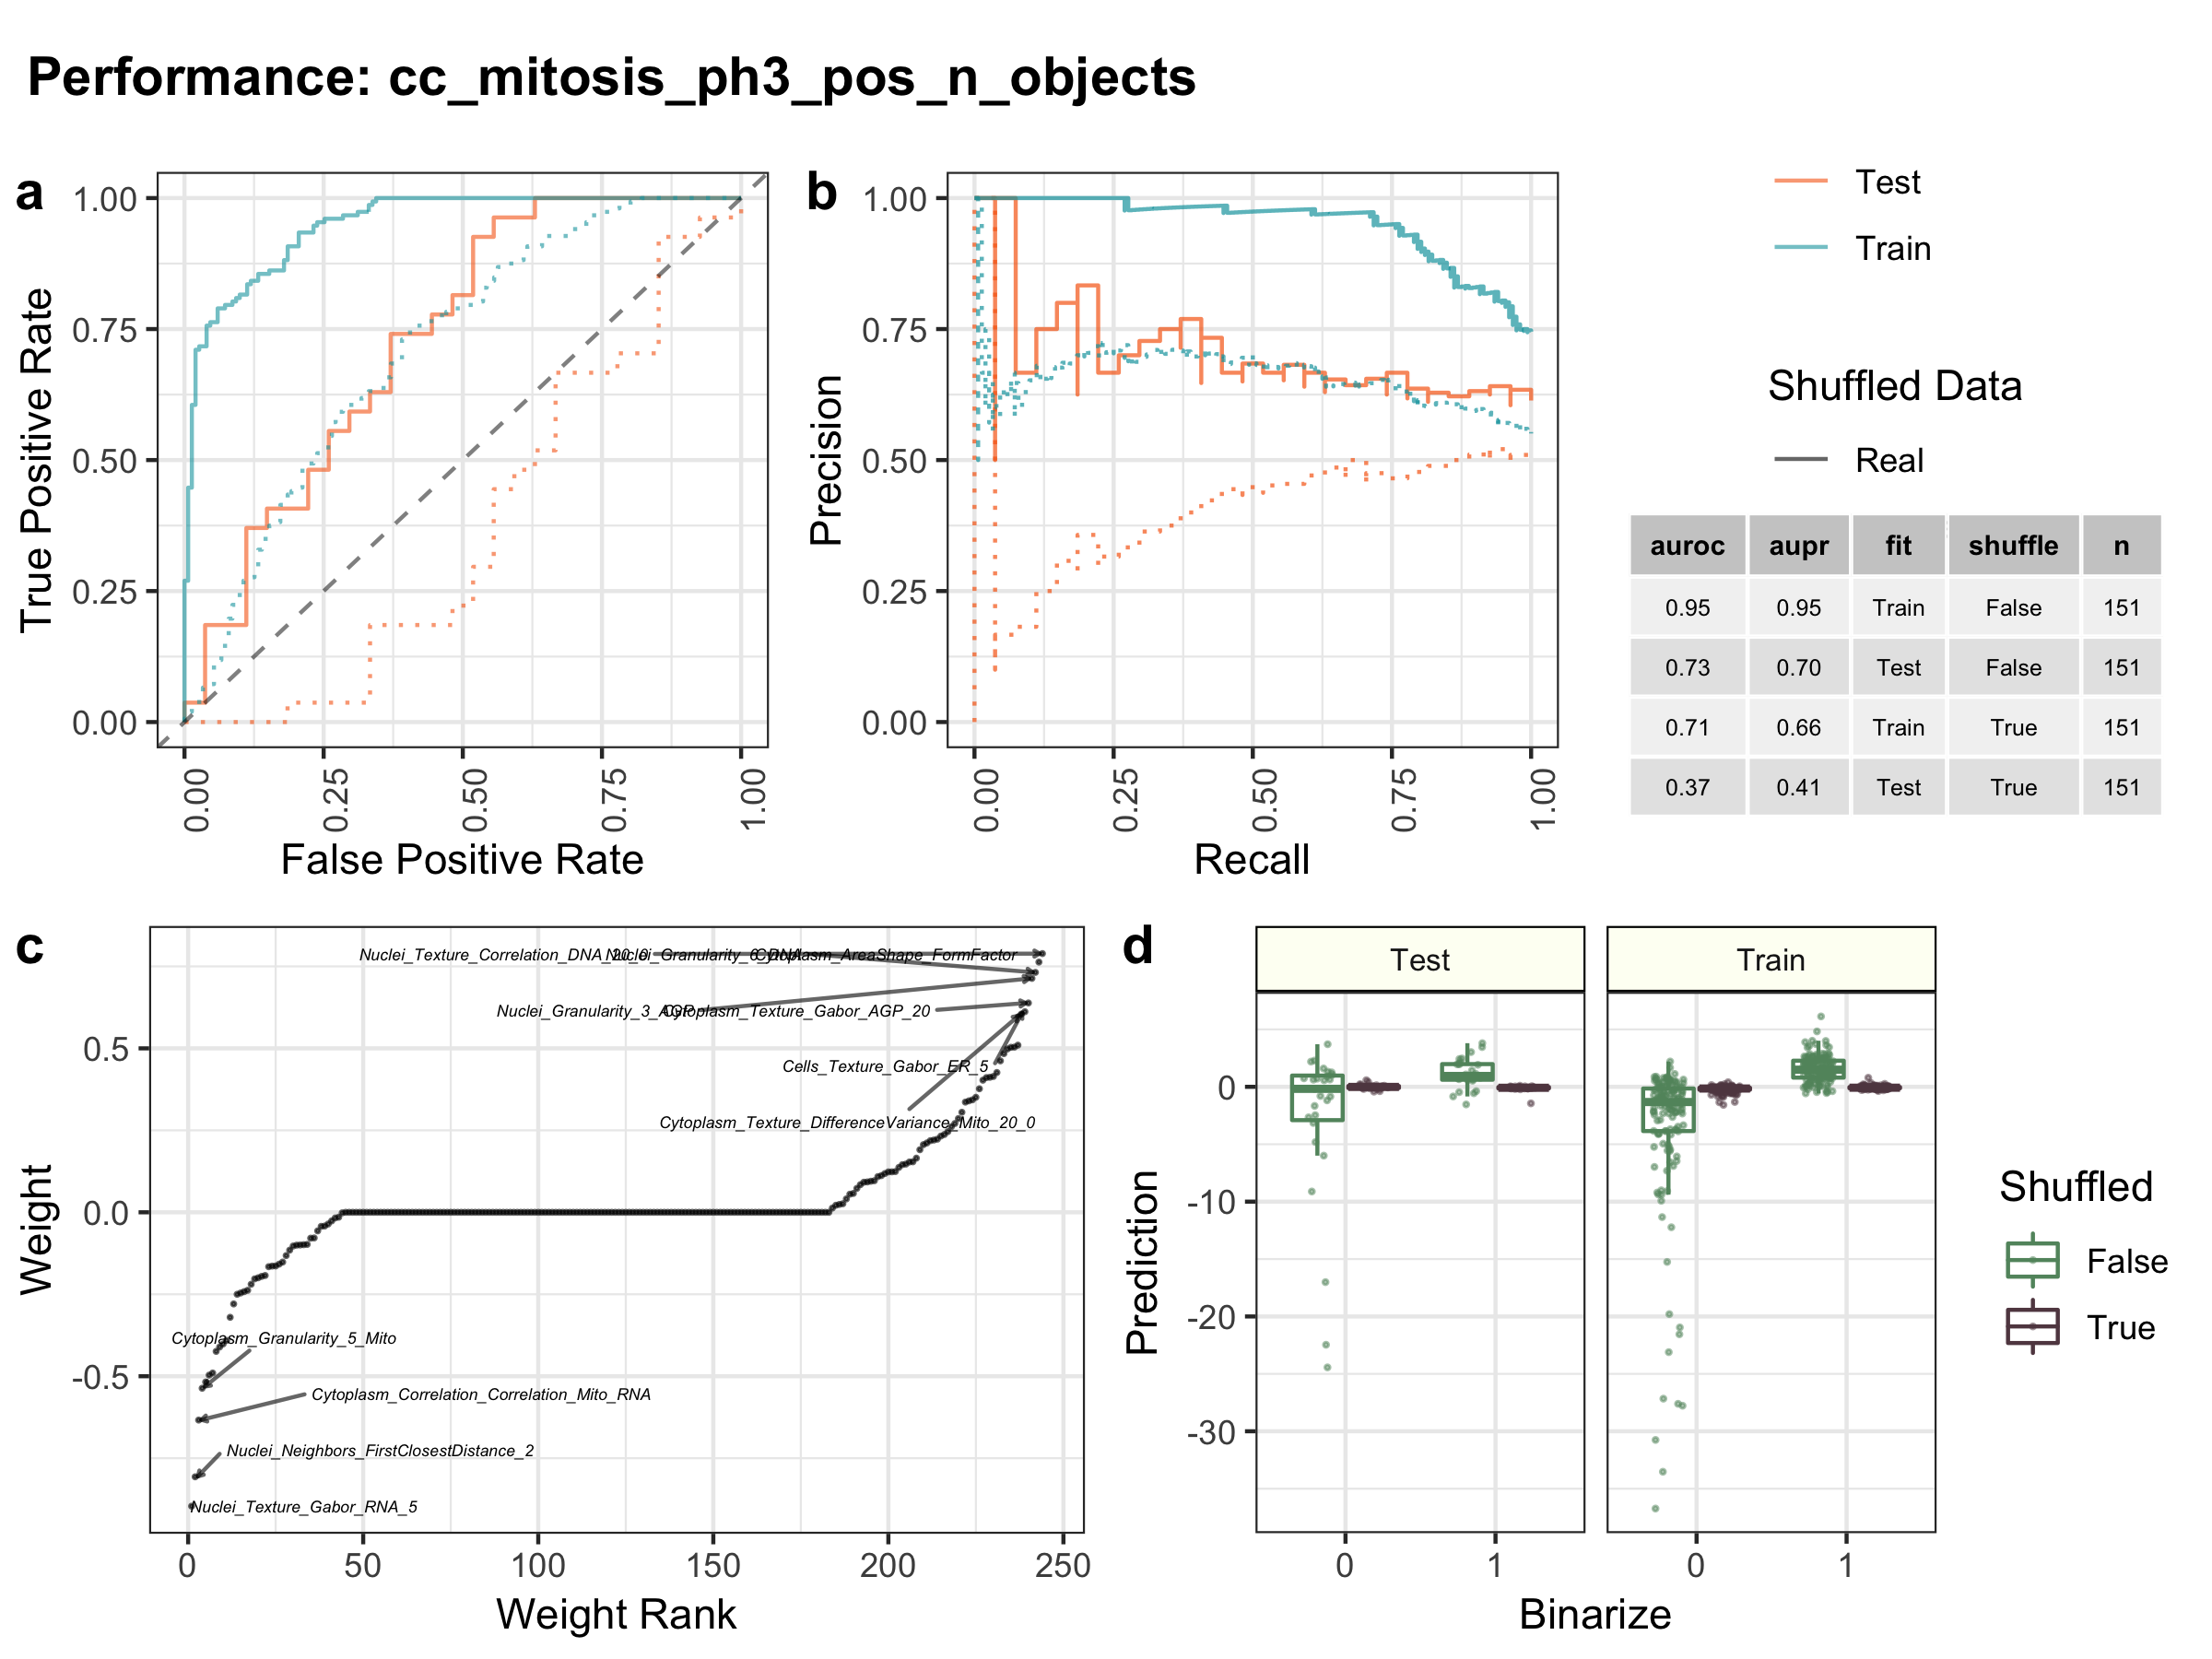 Performance: cc_mitosis_ph3_pos_n_objects
a
1.00
0.75
0.50
0.25
0.00
True Positive Rate
0.00
0.25
0.50
0.75
1.00
False Positive Rate
b
1.00
0.75
0.50
0.25
0.00
Precision
0.00
0.25
0.50
0.75
1.00
Recall
Test
Train
Shuffled Data
Real
auroc aupr fit shuffle n
0.95 0.95 Train False 151
0.73 0.70 Test False 151
0.71 0.66 Train True 151
0.37 0.41 Test True 151
c
Nuclei_Texture_Correlation_DNA_20_0
Nuclei_Granularity_6_DNA
Cytoplasm_AreaShape_FormFactor
Nuclei_Granularity_3_AGP
Cytoplasm_Texture_Gabor_AGP_20
Cells_Texture_Gabor_ER_5
Cytoplasm_Texture_DifferenceVariance_Mito_20_0
Cytoplasm_Granularity_5_Mito
Cytoplasm_Correlation_Correlation_Mito_RNA
Nuclei_Neighbors_FirstClosestDistance_2
Nuclei_Texture_Gabor_RNA_5
0.5
0.0
-0.5
Weight
0
50
100
150
200
250
Weight Rank
d
Test
Train
0
-10
-20
-30
Prediction
0
1
0
1
Binarize
Shuffled
False
True